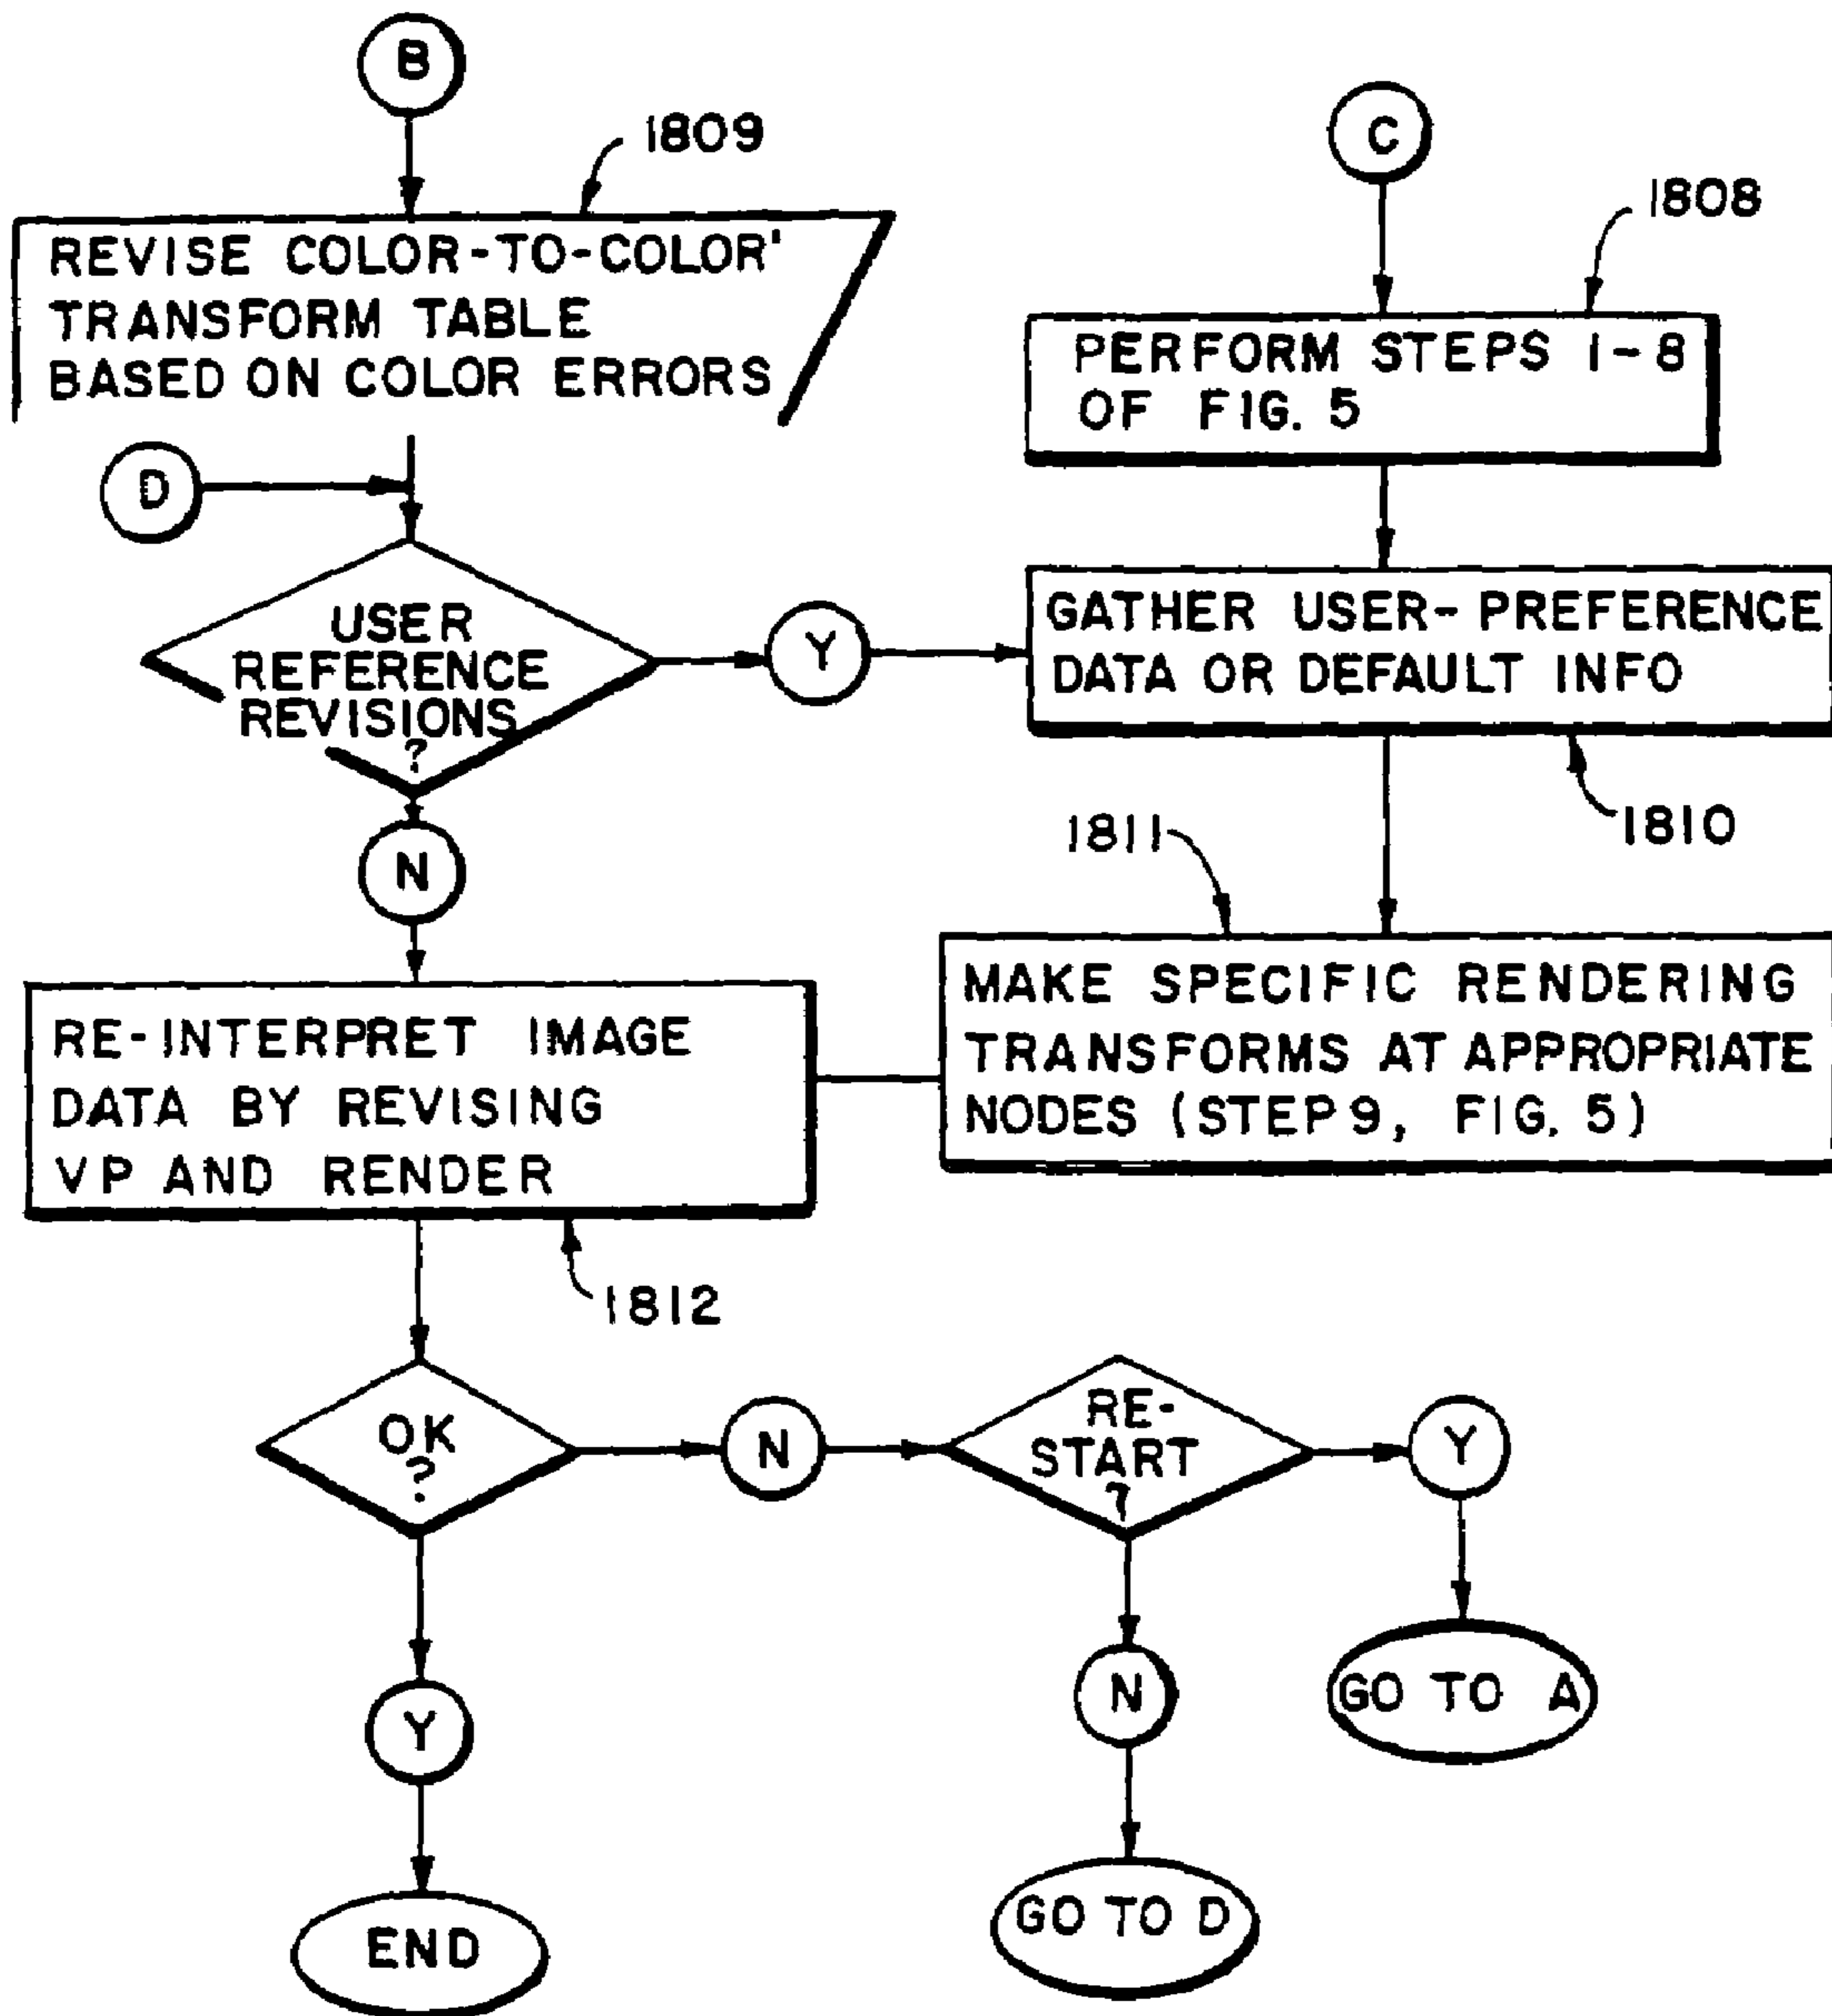 B
1809
REVISE COLOR-TO-COLOR'
TRANSFORM TABLE
BASED ON COLOR ERRORS
D
USER
REFERENCE
REVISIONS
?
Y
N
C
1808
PERFORM STEPS 1-8
OF FIG. 5
GATHER USER-PREFERENCE
DATA OR DEFAULT INFO
1810
1811
MAKE SPECIFIC RENDERING
TRANSFORMS AT APPROPRIATE
NODES (STEP 9, FIG. 5)
RE-INTERPRET IMAGE
DATA BY REVISING
VP AND RENDER
1812
OK
?
N
RE-
START
?
Y
Y
N
GO TO A
END
GO TO D